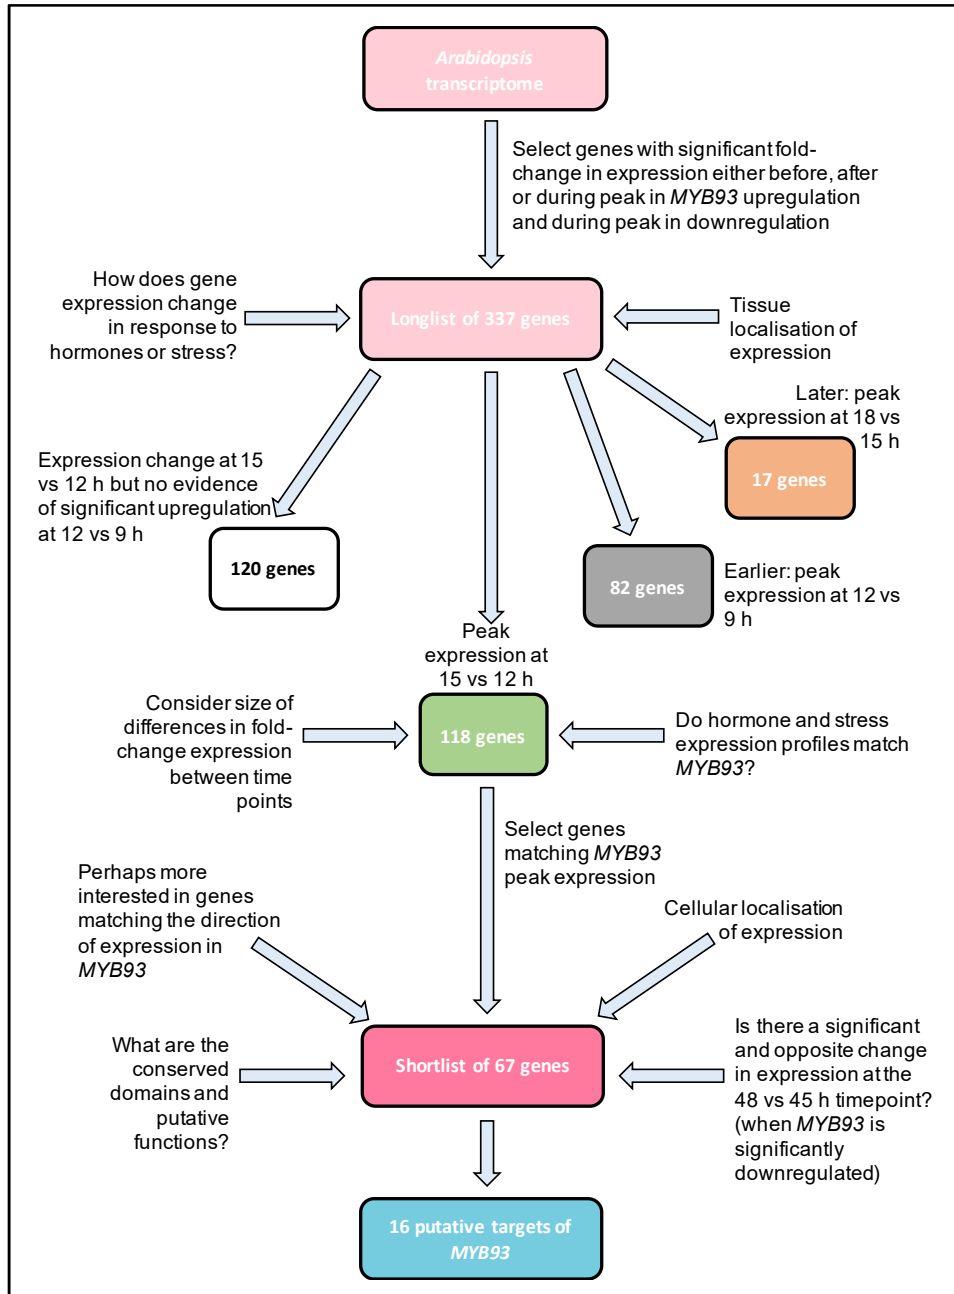 Arabidopsis
transcriptome
Select genes with significant fold-
change in expression either before, after
or during peak in MYB93 upregulation
and during peak in downregulation
How does gene
expression change
in response to
hormones or stress?
Longlist of 337 genes
Tissue
localisation of
expression
Later: peak
expression at 18 vs
15 h
17 genes
Expression change at 15
vs 12 h but no evidence
of significant upregulation
at 12 vs 9 h
120 genes
82 genes
Earlier: peak
expression at 12 vs
9 h
Peak
expression at
15 vs 12 h
Consider size of
differences in fold-
change expression
between time
points
118 genes
Do hormone and stress
expression profiles match
MYB93?
Select genes
matching MYB93
peak expression
Perhaps more
interested in genes
matching the direction
of expression in
MYB93
Cellular localisation
of expression
What are the
conserved
domains and
putative
functions?
Shortlist of 67 genes
Is there a significant
and opposite change
in expression at the
48 vs 45 h timepoint?
(when MYB93 is
significantly
downregulated)
16 putative targets of
MYB93